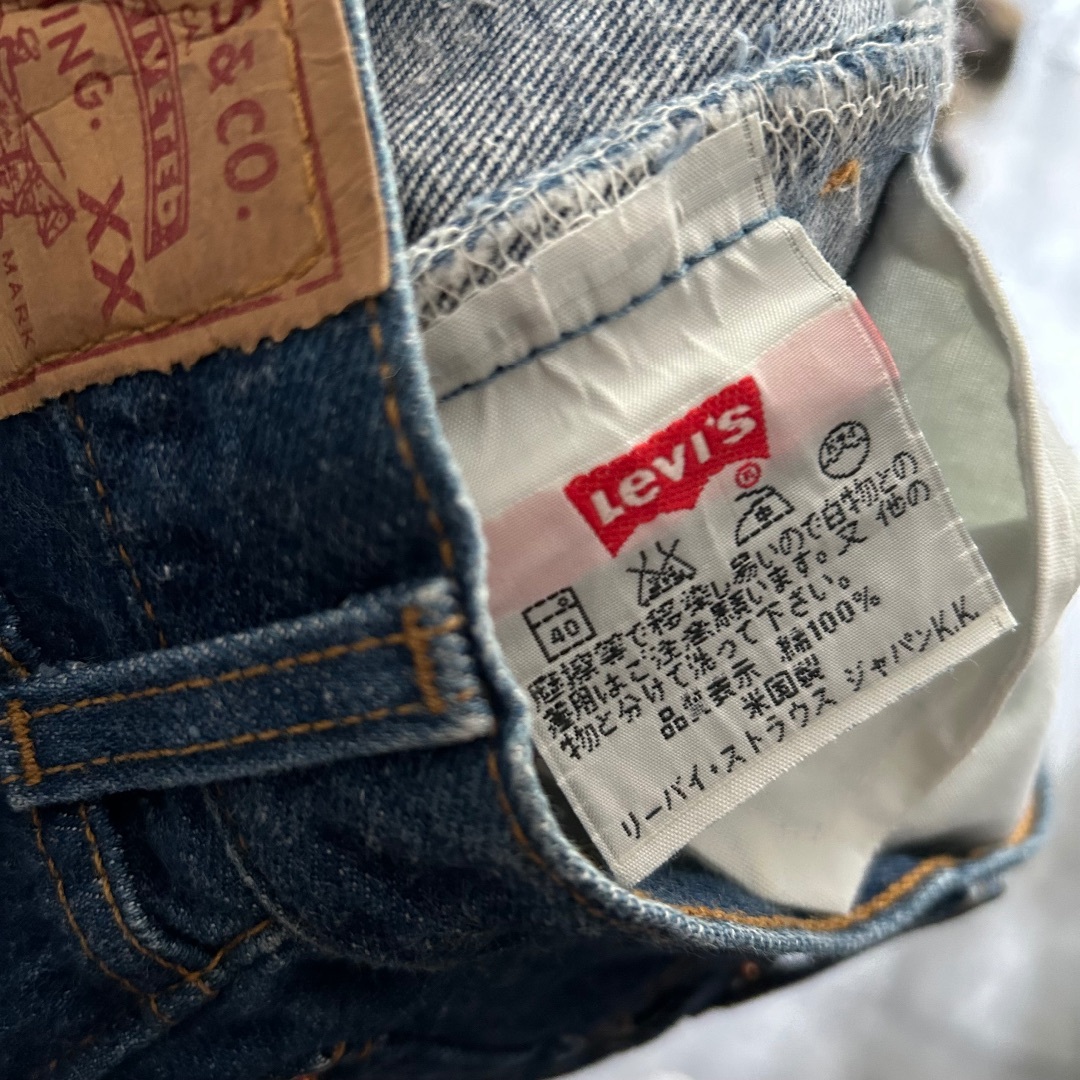 S & CO.
ING.
XX
MARK
Levi's
®
40
摩擦等で移染し易いので白物との
着用はご注意願います。又 他の
物と分けて洗って下さい。
品質表示 綿100%
米国製
リーバイ・ストラウス ジャパンK.K.